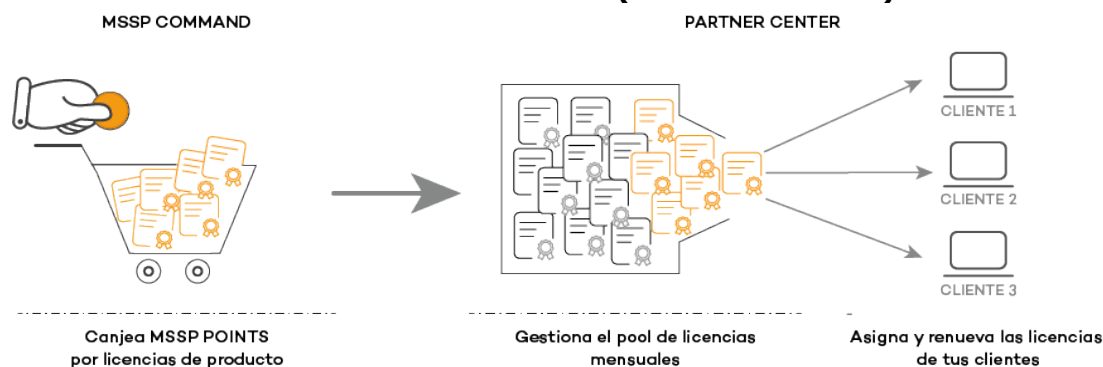 MSSP COMMAND
PARTNER CENTER
CLIENTE 1
CLIENTE 2
CLIENTE 3
Canjea MSSP POINTS
por licencias de producto
Gestiona el pool de licencias
mensuales
Asigna y renueva las licencias
de tus clientes